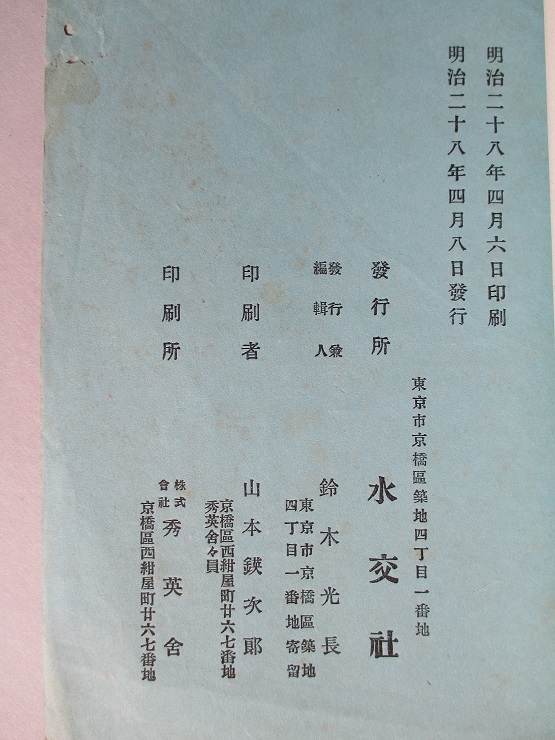 明治二十八年四月六日印刷
明治二十八年四月八日發行
東京市京橋區築地四丁目一番地
發行所 水交社
發行兼
編輯人
鈴木光長
東京市京橋區築地
四丁目一番地寄留
印刷者 山本鍈次郎
京橋區西紺屋町廿六七番地
秀英舍々員
印刷所
株式
會社
秀英舍
京橋區西紺屋町廿六七番地